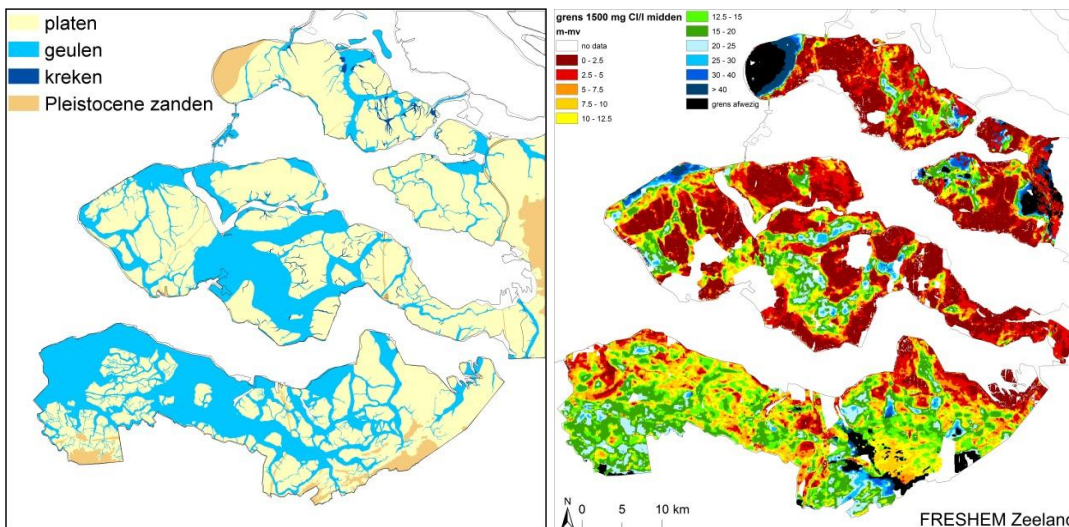 platen
geulen
kreken
Pleistocene zanden
grens 1500 mg Cl/l midden
m-mv
no data
0 - 2.5
2.5 - 5
5 - 7.5
7.5 - 10
10 - 12.5
12.5 - 15
15 - 20
20 - 25
25 - 30
30 - 40
> 40
grens afwezig
N
0 5 10 km
FRESHEM Zeeland